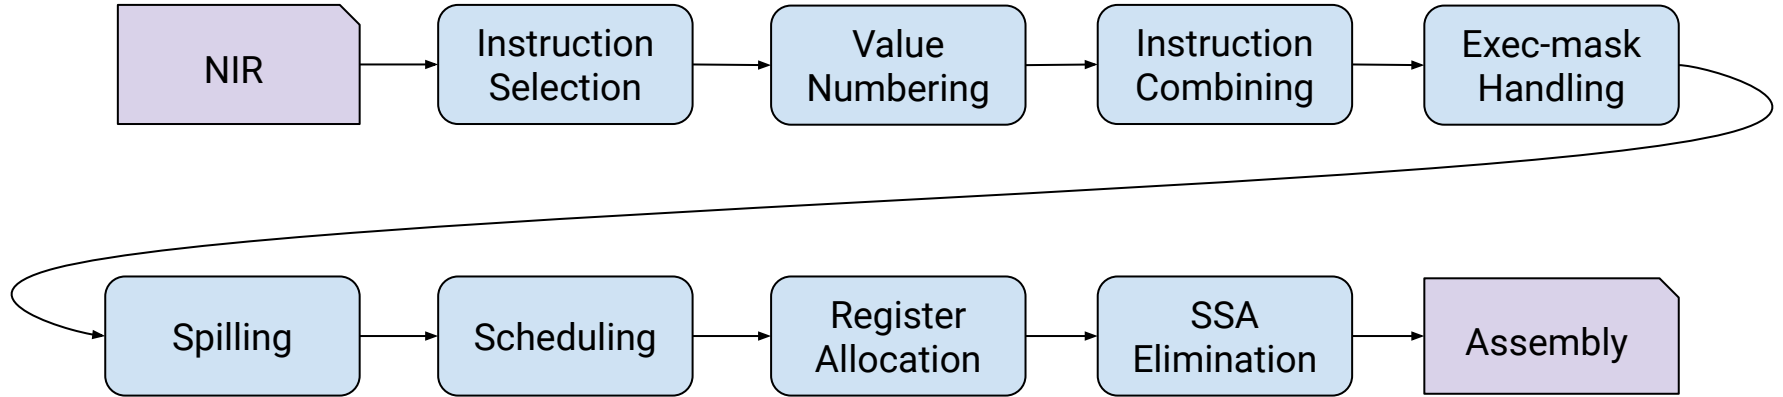 NIR
Instruction
Selection
Value
Numbering
Instruction
Combining
Exec-mask
Handling
Spilling
Scheduling
Register
Allocation
SSA
Elimination
Assembly